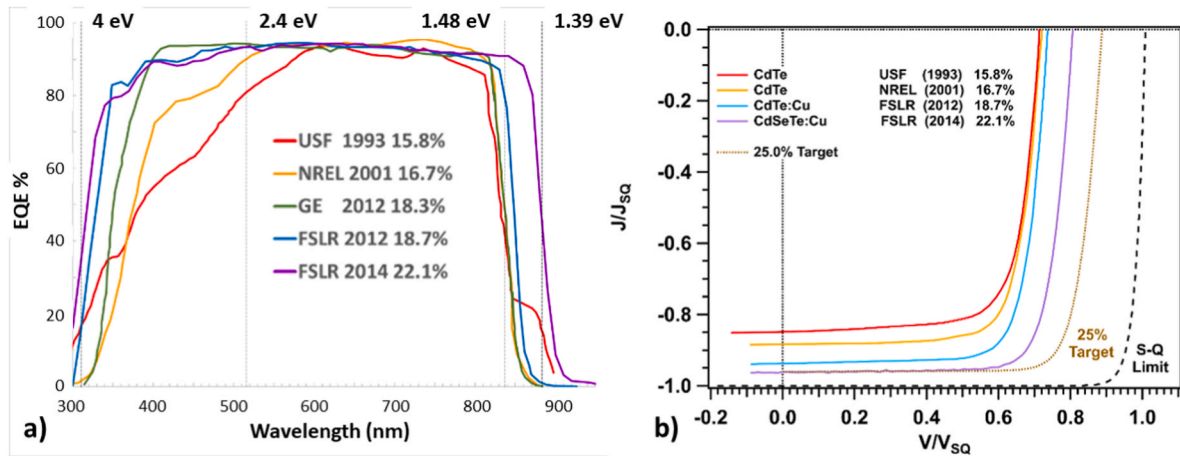 4 eV 2.4 eV 1.48 eV 1.39 eV
100
80
60
40
20
0
EQE %
USF 1993 15.8%
NREL 2001 16.7%
GE 2012 18.3%
FSLR 2012 18.7%
FSLR 2014 22.1%
300 400 500 600 700 800 900
Wavelength (nm)
a)
0.0
-0.2
-0.4
-0.6
-0.8
-1.0
J/JSQ
CdTe USF (1993) 15.8%
CdTe NREL (2001) 16.7%
CdTe:Cu FSLR (2012) 18.7%
CdSeTe:Cu FSLR (2014) 22.1%
25.0% Target
25%
Target
S-Q
Limit
-0.2 0.0 0.2 0.4 0.6 0.8 1.0
V/VSQ
b)